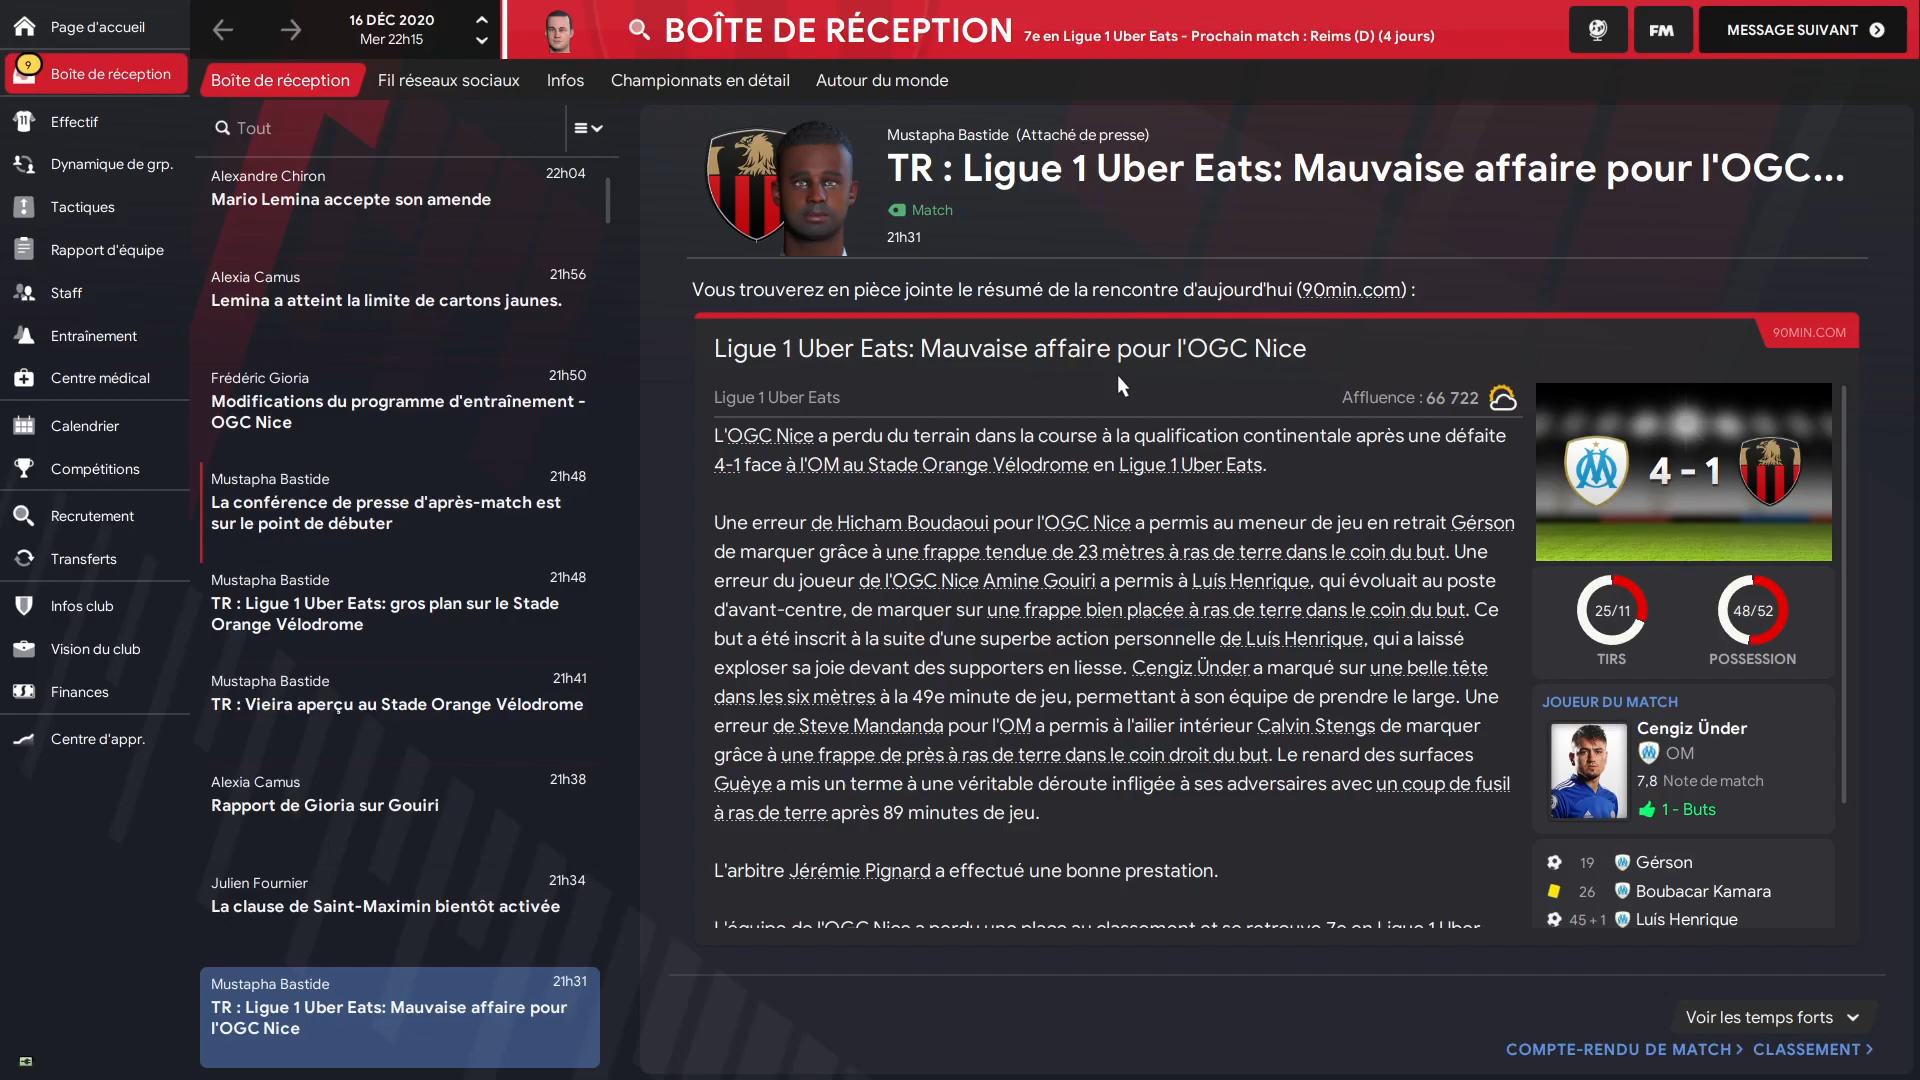 Page d'accueil
9
Boîte de réception
Effectif
Dynamique de grp.
Tactiques
Rapport d'équipe
Staff
Entraînement
Centre médical
Calendrier
Compétitions
Recrutement
Transferts
Infos club
Vision du club
Finances
Centre d'appr.
16 DÉC 2020
Mer 22h15
BOÎTE DE RÉCEPTION
7e en Ligue 1 Uber Eats - Prochain match : Reims (D) (4 jours)
FM
MESSAGE SUIVANT
Boîte de réception
Fil réseaux sociaux
Infos
Championnats en détail
Autour du monde
Tout
Alexandre Chiron 22h04
Mario Lemina accepte son amende
Alexia Camus 21h56
Lemina a atteint la limite de cartons jaunes.
Frédéric Gioria 21h50
Modifications du programme d'entraînement -
OGC Nice
Mustapha Bastide 21h48
La conférence de presse d'après-match est
sur le point de débuter
Mustapha Bastide 21h48
TR : Ligue 1 Uber Eats: gros plan sur le Stade
Orange Vélodrome
Mustapha Bastide 21h41
TR : Vieira aperçu au Stade Orange Vélodrome
Alexia Camus 21h38
Rapport de Gioria sur Gouiri
Julien Fournier 21h34
La clause de Saint-Maximin bientôt activée
Mustapha Bastide 21h31
TR : Ligue 1 Uber Eats: Mauvaise affaire pour
l'OGC Nice
Mustapha Bastide (Attaché de presse)
TR : Ligue 1 Uber Eats: Mauvaise affaire pour l'OGC...
Match
21h31
Vous trouverez en pièce jointe le résumé de la rencontre d'aujourd'hui (90min.com) :
90MIN.COM
Ligue 1 Uber Eats: Mauvaise affaire pour l'OGC Nice
Ligue 1 Uber Eats Affluence : 66 722
L'OGC Nice a perdu du terrain dans la course à la qualification continentale après une défaite
4-1 face à l'OM au Stade Orange Vélodrome en Ligue 1 Uber Eats.
Une erreur de Hicham Boudaoui pour l'OGC Nice a permis au meneur de jeu en retrait Gérson
de marquer grâce à une frappe tendue de 23 mètres à ras de terre dans le coin du but. Une
erreur du joueur de l'OGC Nice Amine Gouiri a permis à Luís Henrique, qui évoluait au poste
d'avant-centre, de marquer sur une frappe bien placée à ras de terre dans le coin du but. Ce
but a été inscrit à la suite d'une superbe action personnelle de Luís Henrique, qui a laissé
exploser sa joie devant des supporters en liesse. Cengiz Ünder a marqué sur une belle tête
dans les six mètres à la 49e minute de jeu, permettant à son équipe de prendre le large. Une
erreur de Steve Mandanda pour l'OM a permis à l'ailier intérieur Calvin Stengs de marquer
grâce à une frappe de près à ras de terre dans le coin droit du but. Le renard des surfaces
Guèye a mis un terme à une véritable déroute infligée à ses adversaires avec un coup de fusil
à ras de terre après 89 minutes de jeu.
L'arbitre Jérémie Pignard a effectué une bonne prestation.
L'équipe de l'OGC Nice a perdu une place au classement et se retrouve 7e en Ligue 1 Uber
4 - 1
25/11
TIRS
48/52
POSSESSION
JOUEUR DU MATCH
Cengiz Ünder
OM
7,8 Note de match
1 - Buts
19 Gérson
26 Boubacar Kamara
45+1 Luís Henrique
Voir les temps forts
COMPTE-RENDU DE MATCH
CLASSEMENT